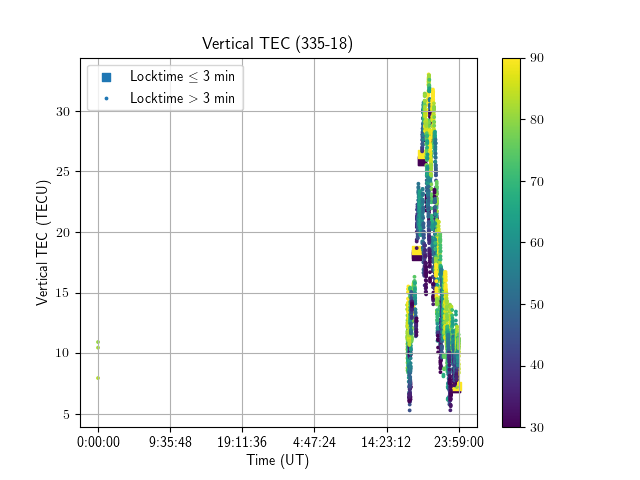 Vertical TEC (335-18)
Locktime ≤ 3 min
Locktime > 3 min
90
80
70
60
50
40
30
30
25
20
15
10
5
Vertical TEC (TECU)
0:00:00 9:35:48 19:11:36 4:47:24 14:23:12 23:59:00
Time (UT)